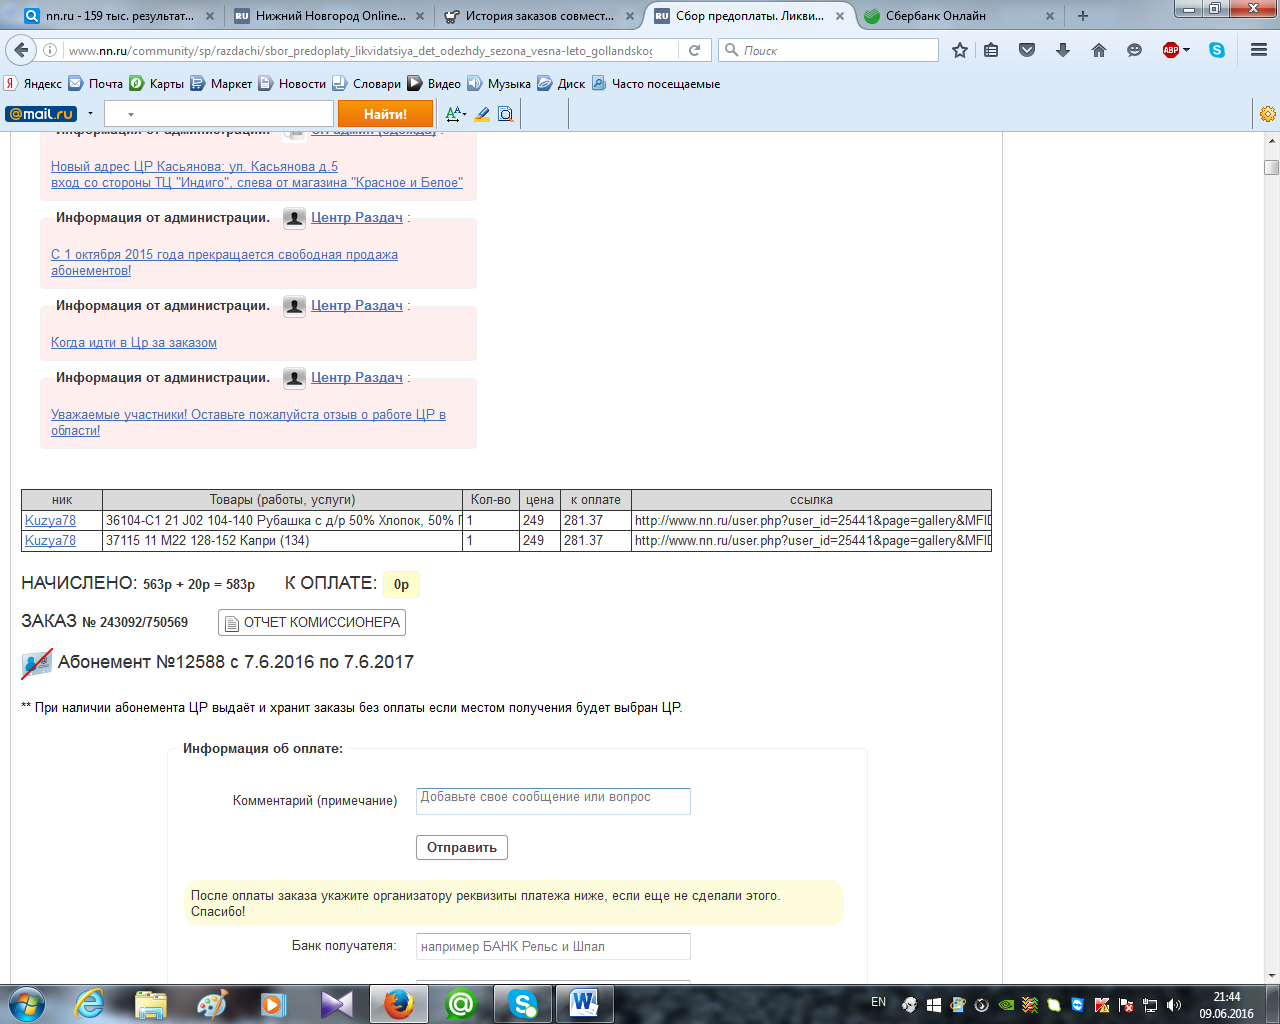 nn.ru - 159 тыс. результат...
Нижний Новгород Online...
История заказов совмест...
Сбор предоплаты. Ликви...
Сбербанк Онлайн
www.nn.ru/community/sp/razdachi/sbor_predoplaty_likvidatsiya_det_odezhdy_sezona_vesna-leto_gollandskog
Поиск
ABP
Яндекс
Почта
Карты
Маркет
Новости
Словари
Видео
Музыка
Диск
Часто посещаемые
@mail.ru
Найти!
Информация от администрации. СП админ (одежда) :
Новый адрес ЦР Касьянова: ул. Касьянова д.5
вход со стороны ТЦ "Индиго", слева от магазина "Красное и Белое"
Информация от администрации. Центр Раздач :
С 1 октября 2015 года прекращается свободная продажа
абонементов!
Информация от администрации. Центр Раздач :
Когда идти в Цр за заказом
Информация от администрации. Центр Раздач :
Уважаемые участники! Оставьте пожалуйста отзыв о работе ЦР в
области!
ник Товары (работы, услуги) Кол-во цена к оплате ссылка
Kuzya78 36104-C1 21 J02 104-140 Рубашка с д/р 50% Хлопок, 50% П 1 249 281.37 http://www.nn.ru/user.php?user_id=25441&page=gallery&MFID
Kuzya78 37115 11 M22 128-152 Капри (134) 1 249 281.37 http://www.nn.ru/user.php?user_id=25441&page=gallery&MFID
НАЧИСЛЕНО: 563р + 20р = 583р К ОПЛАТЕ: 0р
ЗАКАЗ № 243092/750569 ОТЧЕТ КОМИССИОНЕРА
Абонемент №12588 с 7.6.2016 по 7.6.2017
** При наличии абонемента ЦР выдаёт и хранит заказы без оплаты если местом получения будет выбран ЦР.
Информация об оплате:
Комментарий (примечание) Добавьте свое сообщение или вопрос
Отправить
После оплаты заказа укажите организатору реквизиты платежа ниже, если еще не сделали этого.
Спасибо!
Банк получателя: например БАНК Рельс и Шпал
EN
21:44
09.06.2016